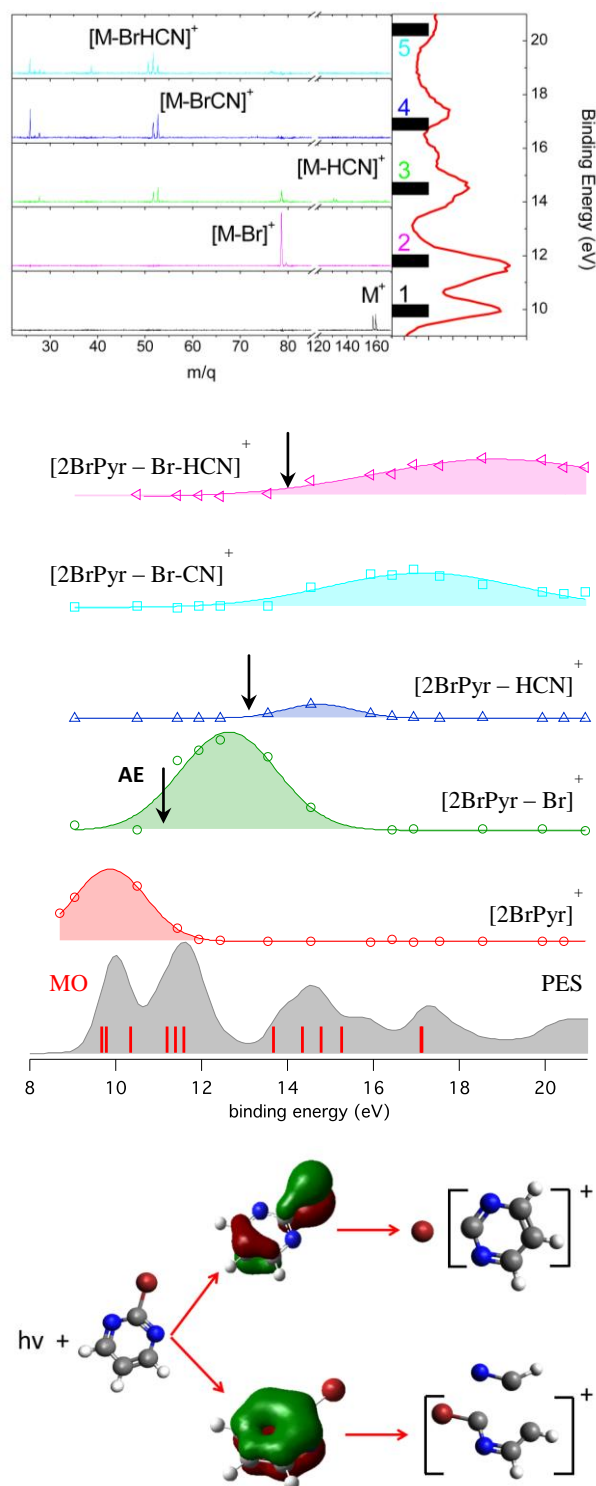 [M-BrHCN]⁺
[M-BrCN]⁺
[M-HCN]⁺
[M-Br]⁺
M⁺
5
4
3
2
1
20
18
16
14
12
10
Binding Energy (eV)
30 40 50 60 70 80 120 140 160
m/q
[2BrPyr – Br-HCN]⁺
[2BrPyr – Br-CN]⁺
[2BrPyr – HCN]⁺
AE
[2BrPyr – Br]⁺
[2BrPyr]⁺
MO PES
8 10 12 14 16 18 20
binding energy (eV)
+
hν +
+